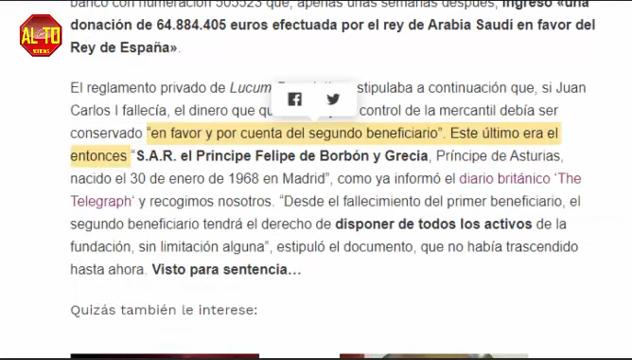 banco con numeración 505523 que, apenas unas semanas después, ingresó «una
donación de 64.884.405 euros efectuada por el rey de Arabia Saudí en favor del
Rey de España».
AL TO
El reglamento privado de Lucum estipulaba a continuación que, si Juan
Carlos I fallecía, el dinero que control de la mercantil debía ser
conservado “en favor y por cuenta del segundo beneficiario”. Este último era el
entonces “S.A.R. el Príncipe Felipe de Borbón y Grecia, Príncipe de Asturias,
nacido el 30 de enero de 1968 en Madrid”, como ya informó el diario británico ‘The
Telegraph‘ y recogimos nosotros. “Desde el fallecimiento del primer beneficiario, el
segundo beneficiario tendrá el derecho de disponer de todos los activos de la
fundación, sin limitación alguna”, estipuló el documento, que no había trascendido
hasta ahora. Visto para sentencia…
Quizás también le interese: